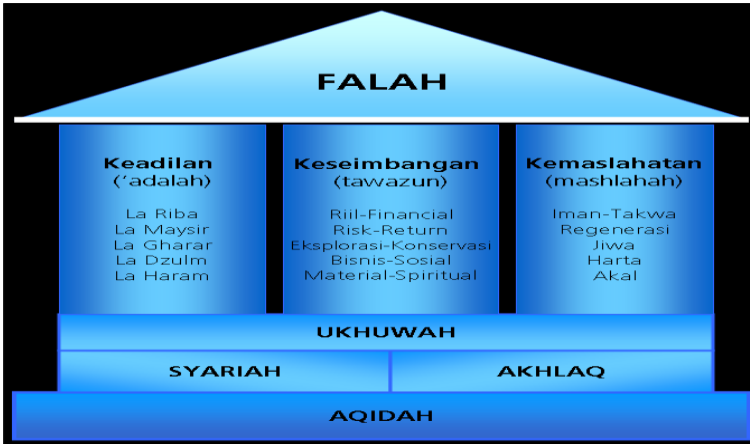 FALAH
Keadilan
('adalah)
La Riba
La Maysir
La Gharar
La Dzulm
La Haram
Keseimbangan
(tawazun)
Riil-Financial
Risk-Return
Eksplorasi-Konservasi
Bisnis-Sosial
Material-Spiritual
Kemaslahatan
(mashlahah)
Iman-Takwa
Regenerasi
Jiwa
Harta
Akal
UKHUWAH
SYARIAH
AKHLAQ
AQIDAH